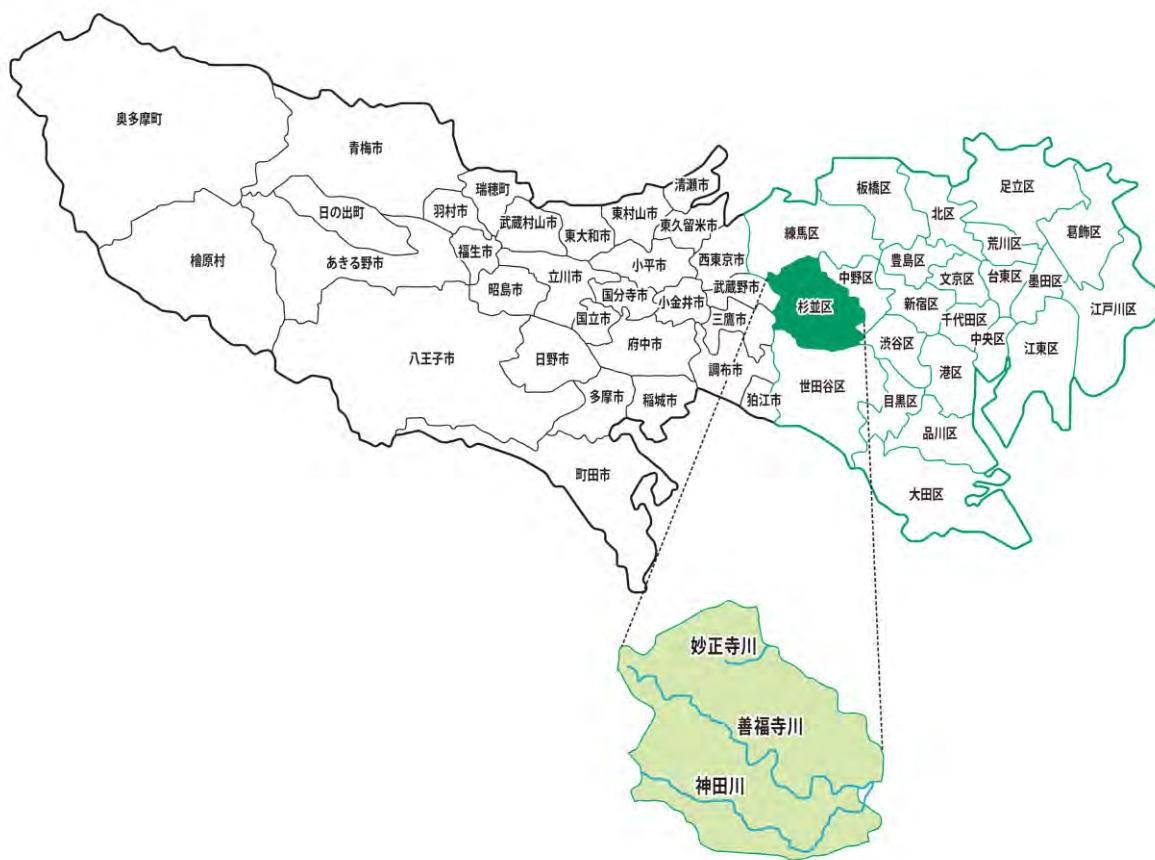 奥多摩町
青梅市
瑞穂町
清瀬市
羽村市
日の出町
武蔵村山市
東大和市
東村山市
東久留米市
檜原村
あきる野市
福生市
昭島市
立川市
小平市
西東京市
国分寺市
小金井市
武蔵野市
国立市
三鷹市
八王子市
日野市
府中市
調布市
多摩市
稲城市
狛江市
町田市
板橋区
足立区
北区
練馬区
葛飾区
荒川区
豊島区
中野区
文京区
台東区
墨田区
杉並区
新宿区
千代田区
江戸川区
渋谷区
中央区
江東区
港区
世田谷区
目黒区
品川区
大田区
妙正寺川
善福寺川
神田川